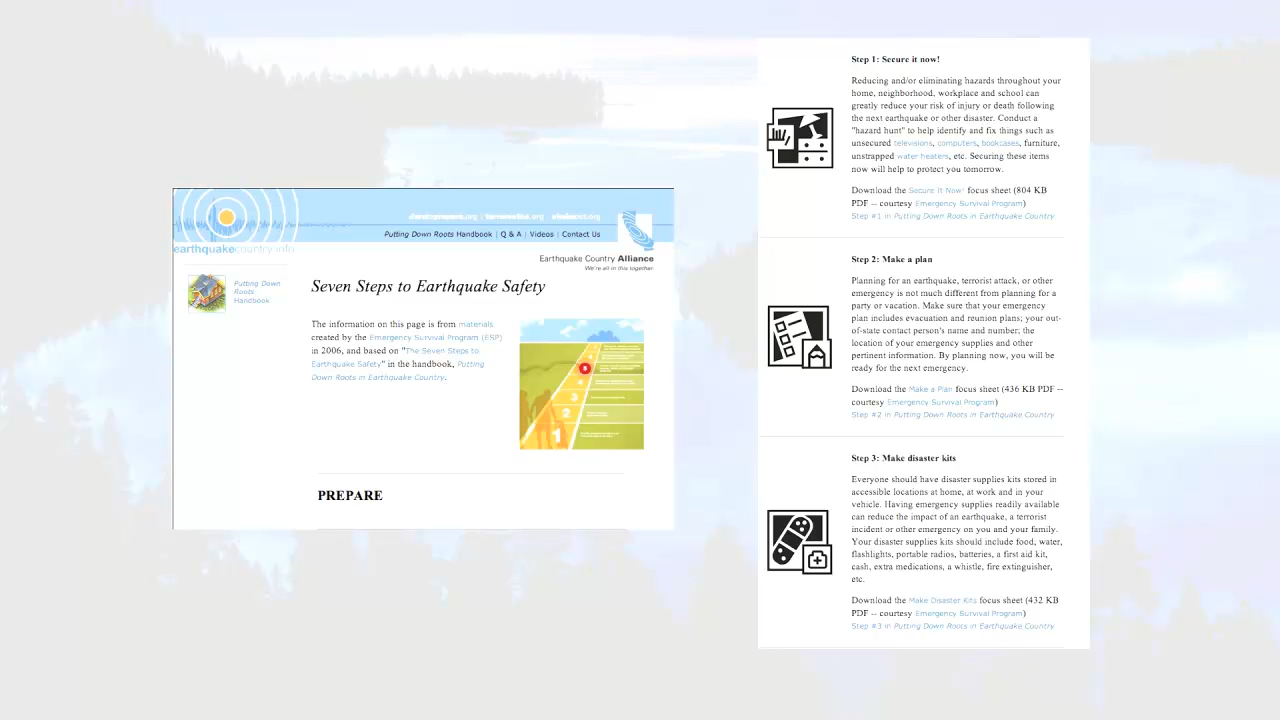 earthquakecountry.info
Putting Down Roots Handbook | Q & A | Videos | Contact Us
Earthquake Country Alliance
We're all in this together.
Putting Down
Roots
Handbook
Seven Steps to Earthquake Safety
The information on this page is from materials
created by the Emergency Survival Program (ESP)
in 2006, and based on "The Seven Steps to
Earthquake Safety" in the handbook, Putting
Down Roots in Earthquake Country.
1
2
3
4
5
PREPARE
Step 1: Secure it now!
Reducing and/or eliminating hazards throughout your
home, neighborhood, workplace and school can
greatly reduce your risk of injury or death following
the next earthquake or other disaster. Conduct a
"hazard hunt" to help identify and fix things such as
unsecured televisions, computers, bookcases, furniture,
unstrapped water heaters, etc. Securing these items
now will help to protect you tomorrow.
Download the Secure It Now! focus sheet (804 KB
PDF -- courtesy Emergency Survival Program)
Step #1 in Putting Down Roots in Earthquake Country
Step 2: Make a plan
Planning for an earthquake, terrorist attack, or other
emergency is not much different from planning for a
party or vacation. Make sure that your emergency
plan includes evacuation and reunion plans; your out-
of-state contact person's name and number; the
location of your emergency supplies and other
pertinent information. By planning now, you will be
ready for the next emergency.
Download the Make a Plan focus sheet (436 KB PDF --
courtesy Emergency Survival Program)
Step #2 in Putting Down Roots in Earthquake Country
Step 3: Make disaster kits
Everyone should have disaster supplies kits stored in
accessible locations at home, at work and in your
vehicle. Having emergency supplies readily available
can reduce the impact of an earthquake, a terrorist
incident or other emergency on you and your family.
Your disaster supplies kits should include food, water,
flashlights, portable radios, batteries, a first aid kit,
cash, extra medications, a whistle, fire extinguisher,
etc.
Download the Make Disaster Kits focus sheet (432 KB
PDF -- courtesy Emergency Survival Program)
Step #3 in Putting Down Roots in Earthquake Country